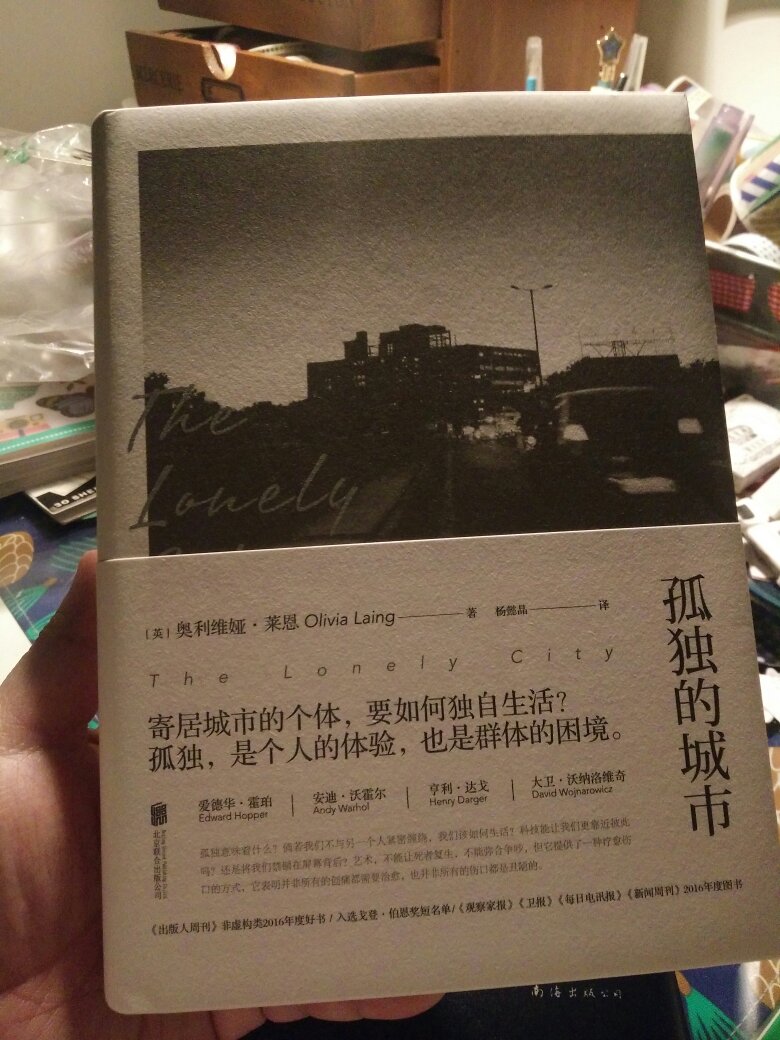 The
Lonely
[英] 奥利维娅·莱恩 Olivia Laing 著 杨懿晶 译
The Lonely City
孤独的城市
寄居城市的个体，要如何独自生活？
孤独，是个人的体验，也是群体的困境。
爱德华·霍珀 | 安迪·沃霍尔 | 亨利·达戈 | 大卫·沃纳洛维奇
Edward Hopper Andy Warhol Henry Darger David Wojnarowicz
孤独意味着什么？倘若我们不与另一个人紧密缠绕，我们该如何生活？科技能让我们更靠近彼此
吗？还是将我们禁锢在屏幕背后？艺术，不能让死者复生，不能弥合争吵，但它提供了一种疗愈伤
口的方式，它表明并非所有的创痛都需要治愈，也并非所有的伤口都是丑陋的。
北京联合出版公司
《出版人周刊》非虚构类2016年度好书 / 入选戈登·伯恩奖短名单/《观察家报》《卫报》《每日电讯报》《新闻周刊》2016年度图书
南海出版公司